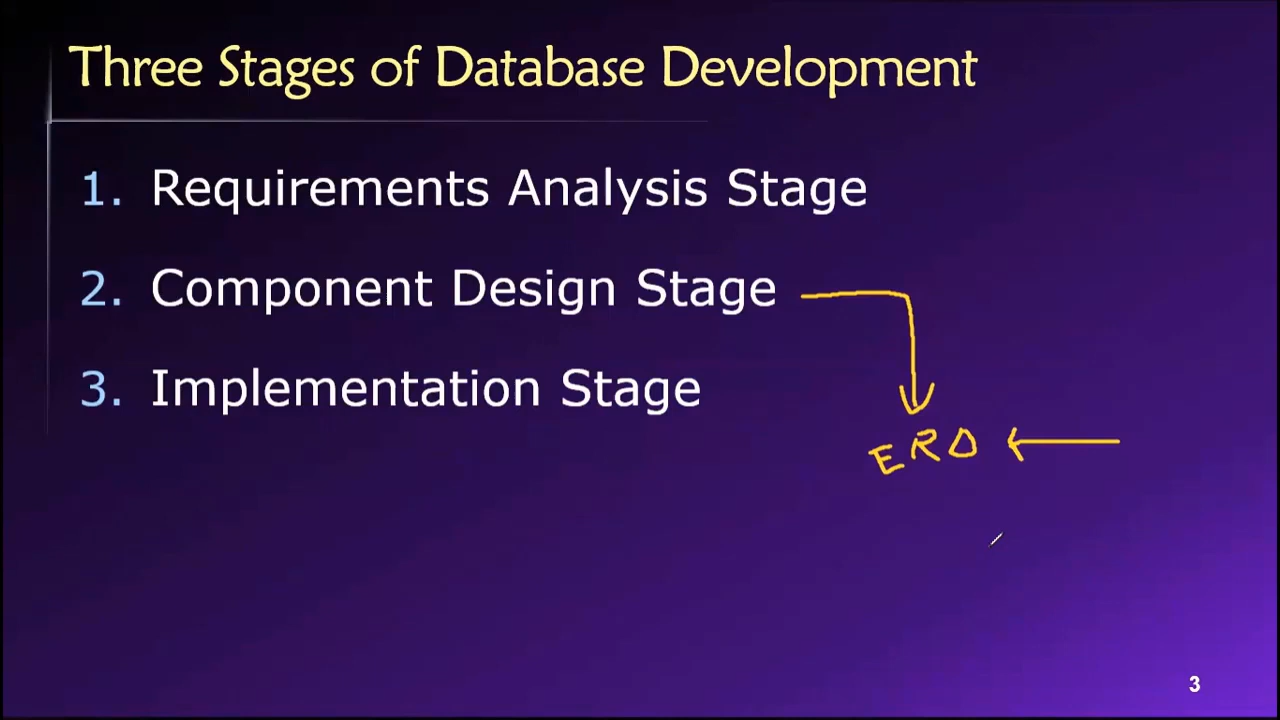 Three Stages of Database Development
1. Requirements Analysis Stage
2. Component Design Stage
3. Implementation Stage
ERD
3